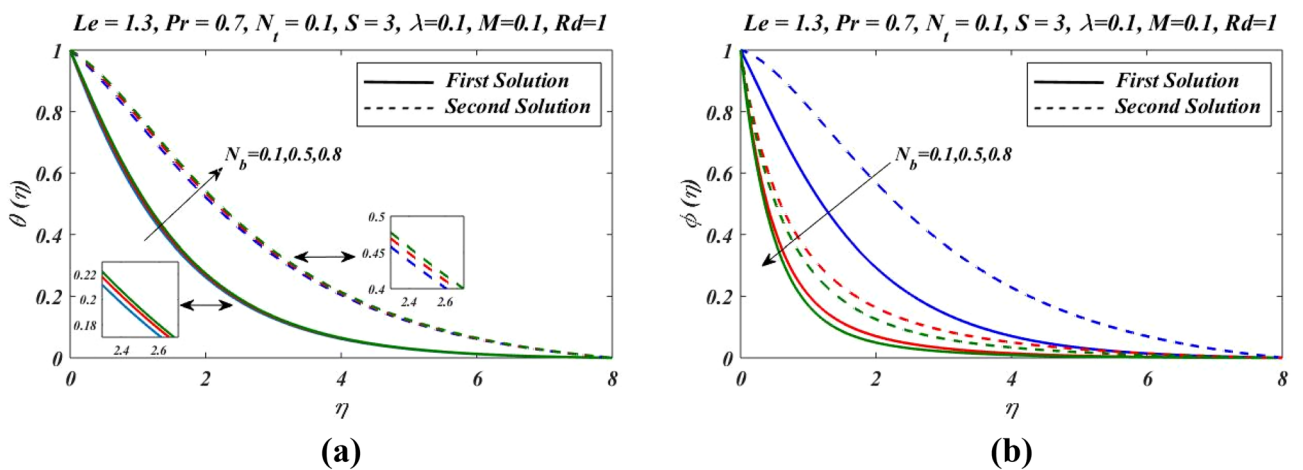 Le = 1.3, Pr = 0.7, N_t = 0.1, S = 3, λ=0.1, M=0.1, Rd=1
1
0.8
0.6
0.4
0.2
0
θ (η)
First Solution
Second Solution
N_b=0.1,0.5,0.8
0.5
0.45
0.4
2.4 2.6
0.22
0.2
0.18
2.4 2.6
0 2 4 6 8
η
(a)
Le = 1.3, Pr = 0.7, N_t = 0.1, S = 3, λ=0.1, M=0.1, Rd=1
1
0.8
0.6
0.4
0.2
0
ϕ (η)
First Solution
Second Solution
N_b=0.1,0.5,0.8
0 2 4 6 8
η
(b)